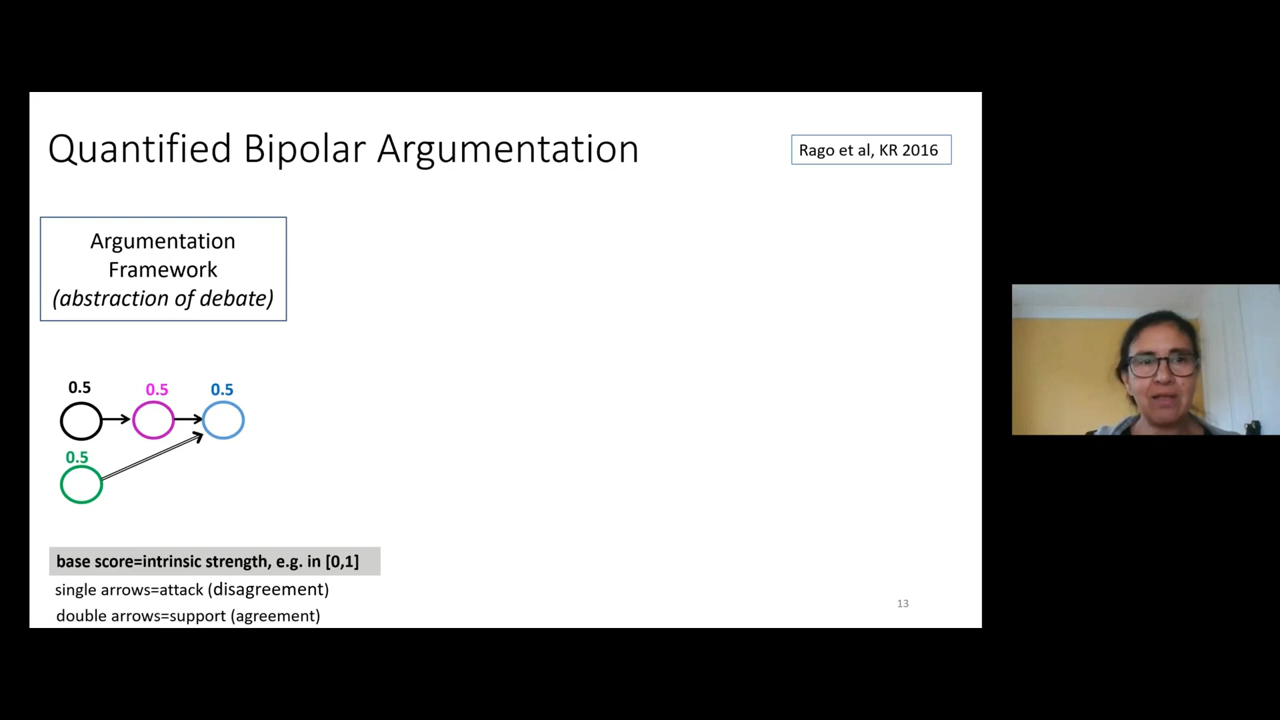 Quantified Bipolar Argumentation
Rago et al, KR 2016
Argumentation
Framework
(abstraction of debate)
0.5
0.5
0.5
0.5
base score=intrinsic strength, e.g. in [0,1]
single arrows=attack (disagreement)
double arrows=support (agreement)
13